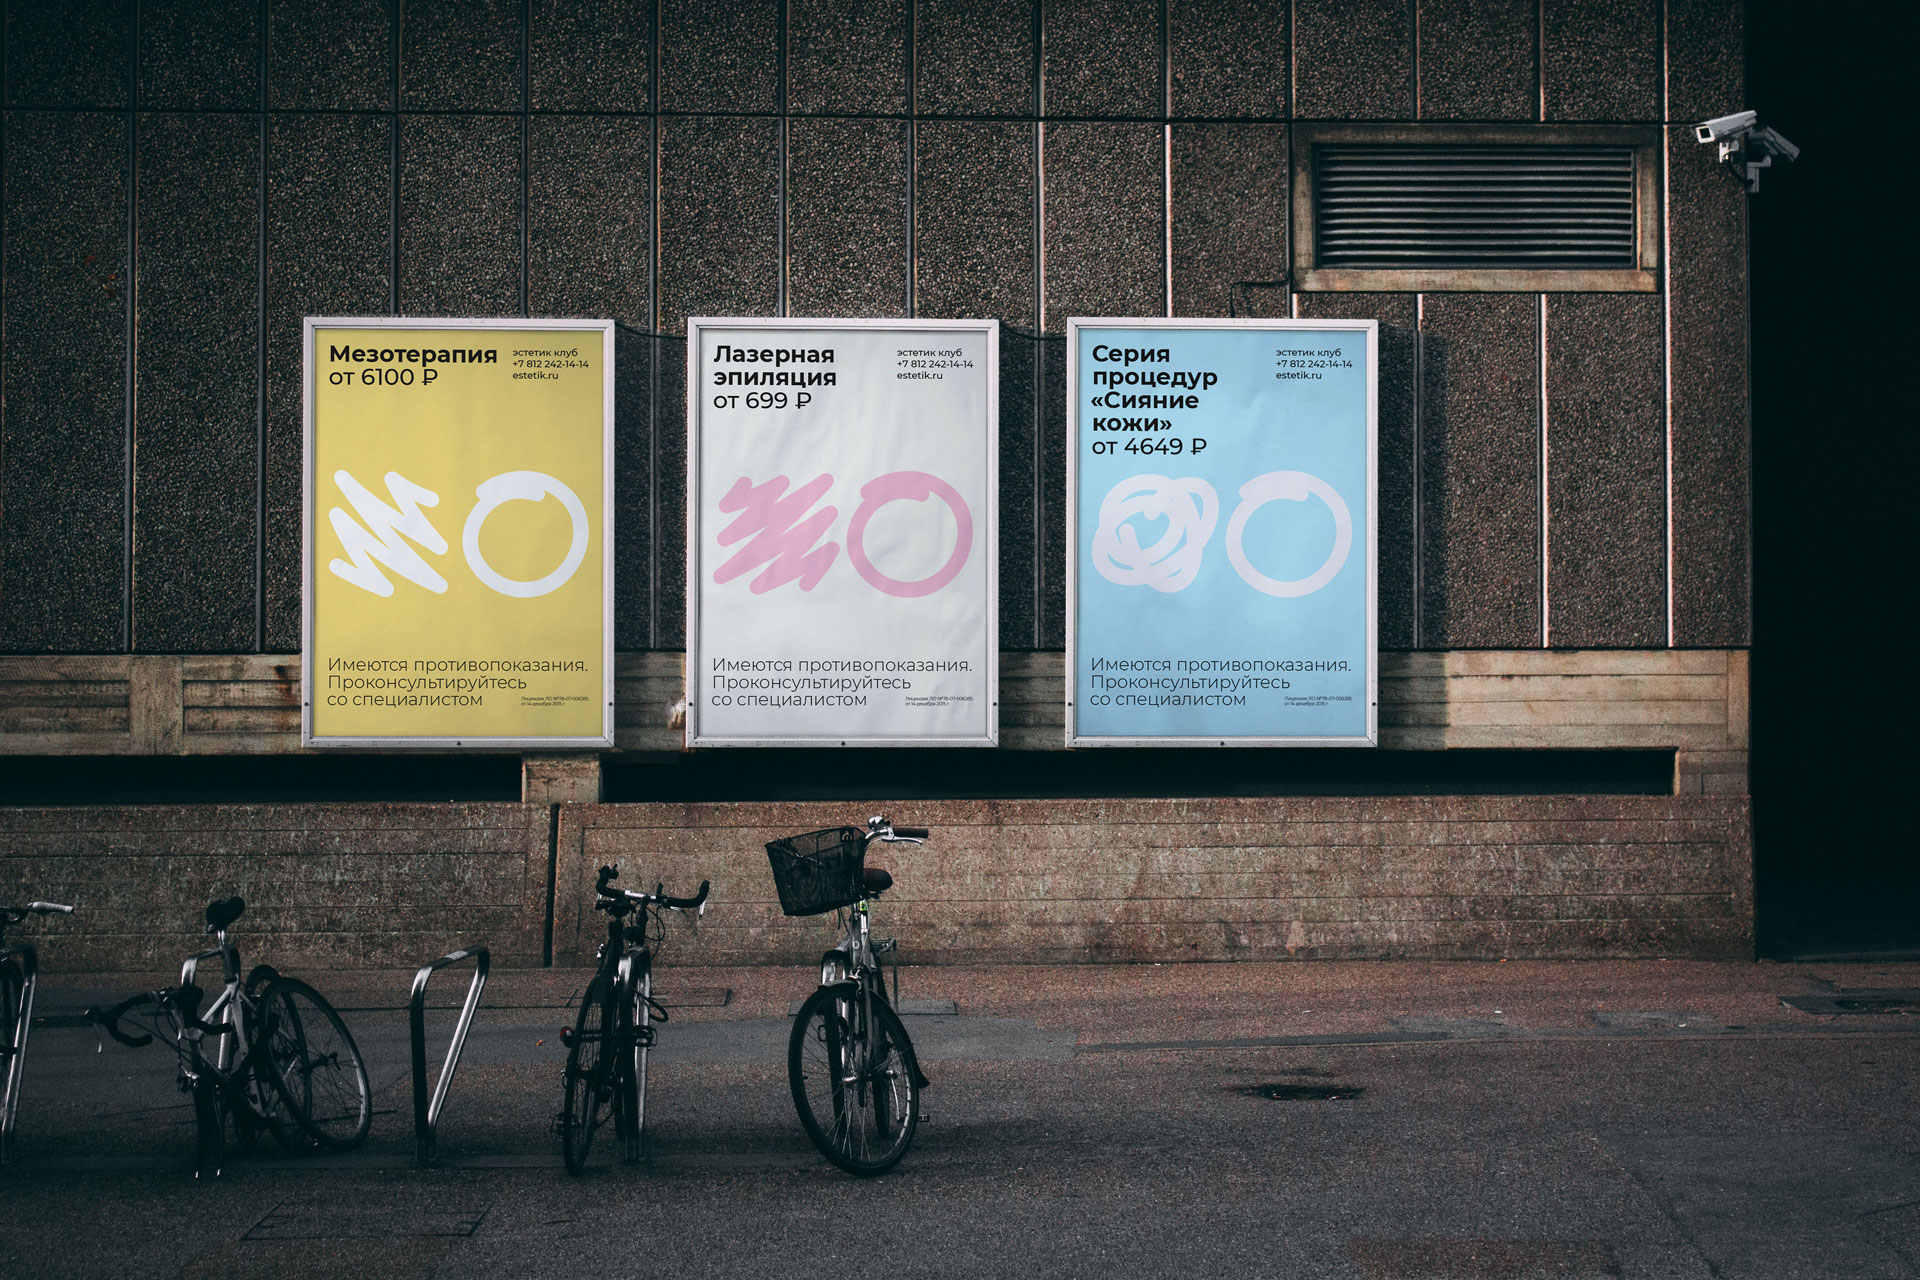 Мезотерапия
от 6100 ₽
эстетик клуб
+7 812 242-14-14
estetik.ru
Имеются противопоказания.
Проконсультируйтесь
со специалистом
Лицензия ЛО №78-07-006385
от 14 декабря 2015 г
Лазерная
эпиляция
от 699 ₽
эстетик клуб
+7 812 242-14-14
estetik.ru
Имеются противопоказания.
Проконсультируйтесь
со специалистом
Лицензия ЛО №78-07-006385
от 14 декабря 2015 г
Серия
процедур
«Сияние
кожи»
от 4649 ₽
эстетик клуб
+7 812 242-14-14
estetik.ru
Имеются противопоказания.
Проконсультируйтесь
со специалистом
Лицензия ЛО №78-07-006385
от 14 декабря 2015 г